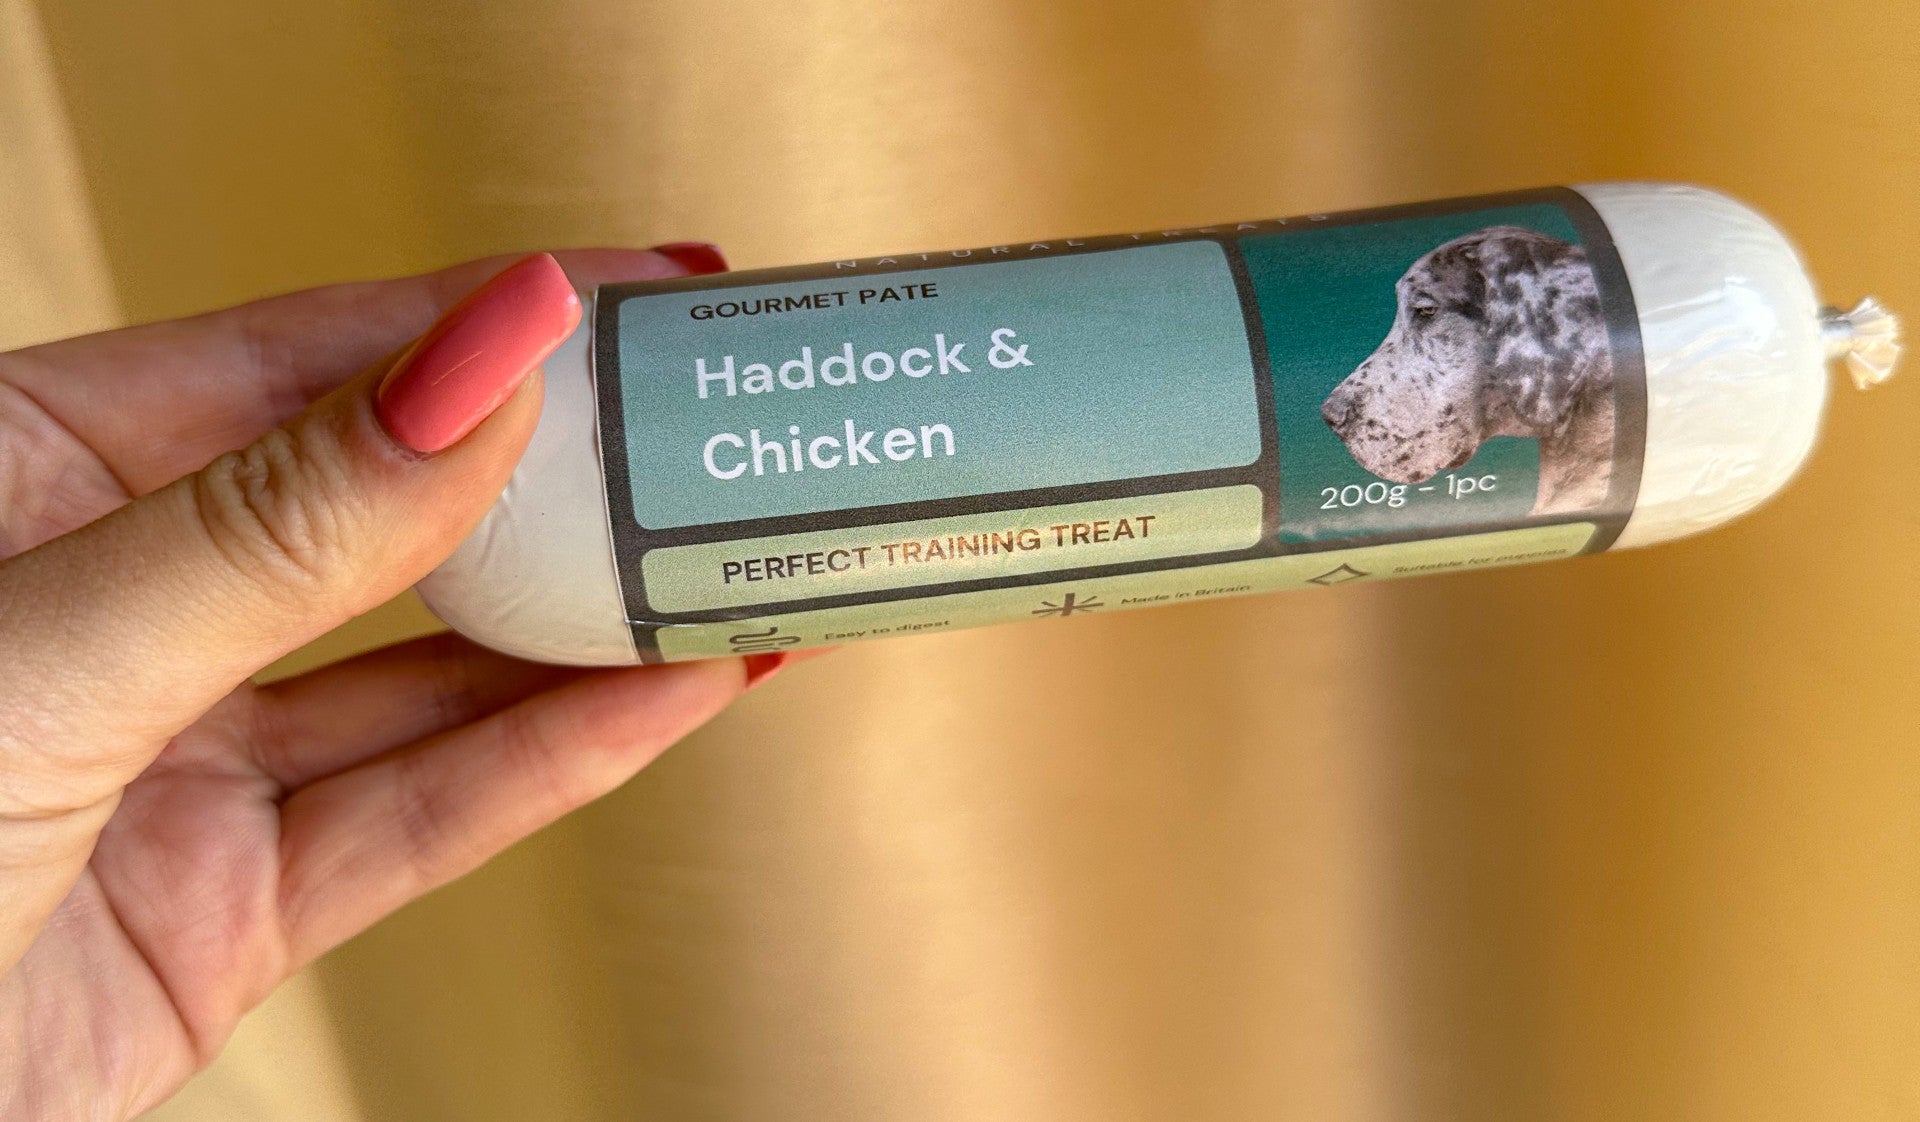 NATURAL TREATS
GOURMET PATE
Haddock &
Chicken
200g - 1pc
PERFECT TRAINING TREAT
Easy to digest
Made in Britain
Suitable for puppies